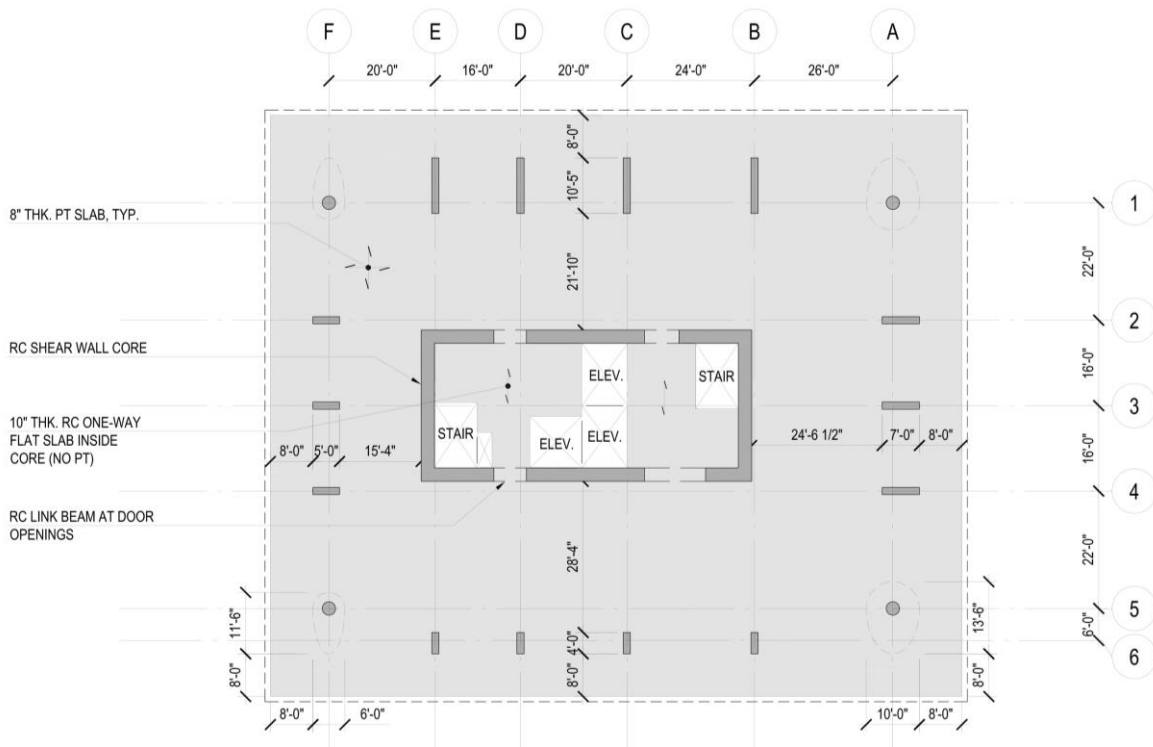 F
E
D
C
B
A
20'-0"
16'-0"
20'-0"
24'-0"
26'-0"
8'-0"
10'-5"
21'-10"
28'-4"
4'-0"
8'-0"
8" THK. PT SLAB, TYP.
RC SHEAR WALL CORE
10" THK. RC ONE-WAY
FLAT SLAB INSIDE
CORE (NO PT)
RC LINK BEAM AT DOOR
OPENINGS
ELEV.
STAIR
STAIR
ELEV.
ELEV.
8'-0"
5'-0"
15'-4"
24'-6 1/2"
7'-0"
8'-0"
11'-6"
8'-0"
13'-6"
8'-0"
8'-0"
6'-0"
10'-0"
8'-0"
1
22'-0"
2
16'-0"
3
16'-0"
4
22'-0"
5
6'-0"
6